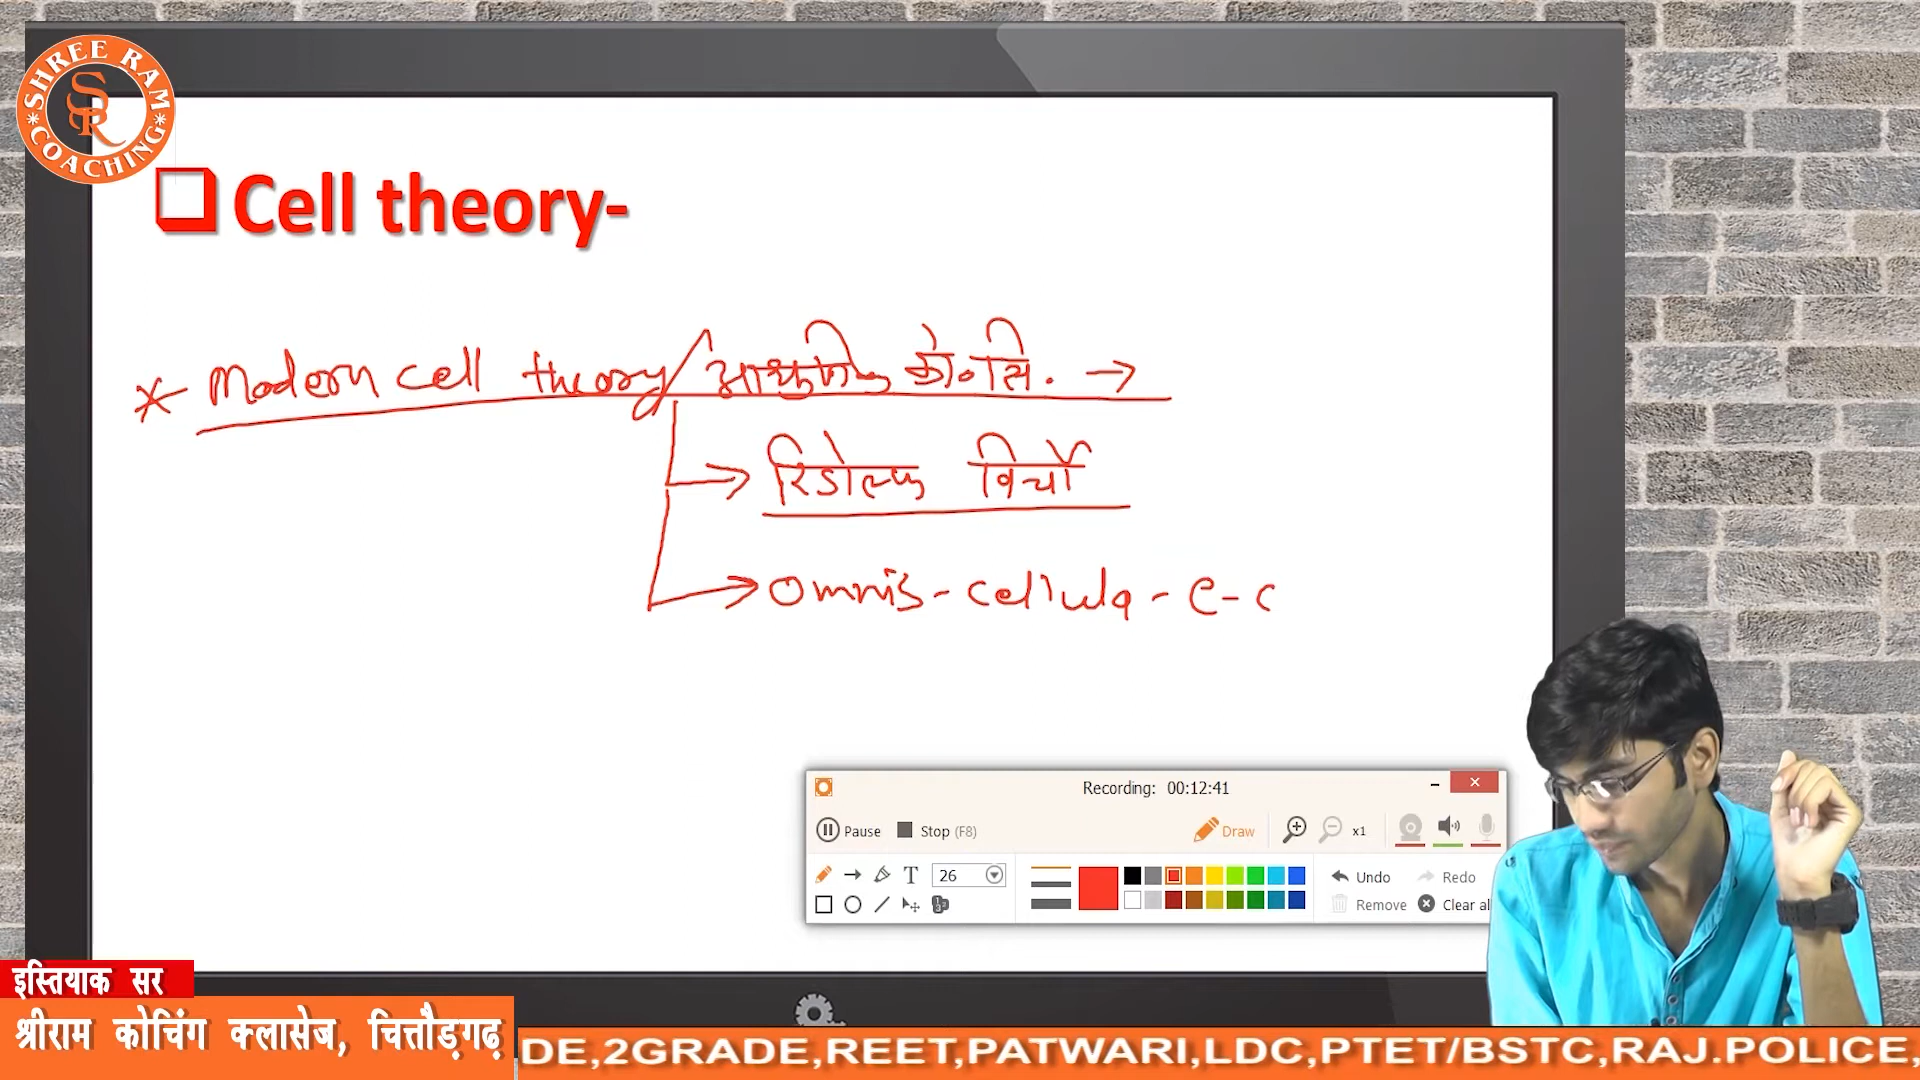 SHREE RAM
SR
COACHING
Cell theory-
* Modern cell theory / आधुनिक को० सि. →
→ रिडोल्फ विर्चो
→ Omnis - cellula - e - c
Recording: 00:12:41
Pause Stop (F8) Draw x1
T 26 Undo Redo
Remove Clear all
इस्तियाक सर
श्रीराम कोचिंग क्लासेज, चित्तौड़गढ़
DE,2GRADE,REET,PATWARI,LDC,PTET/BSTC,RAJ.POLICE,